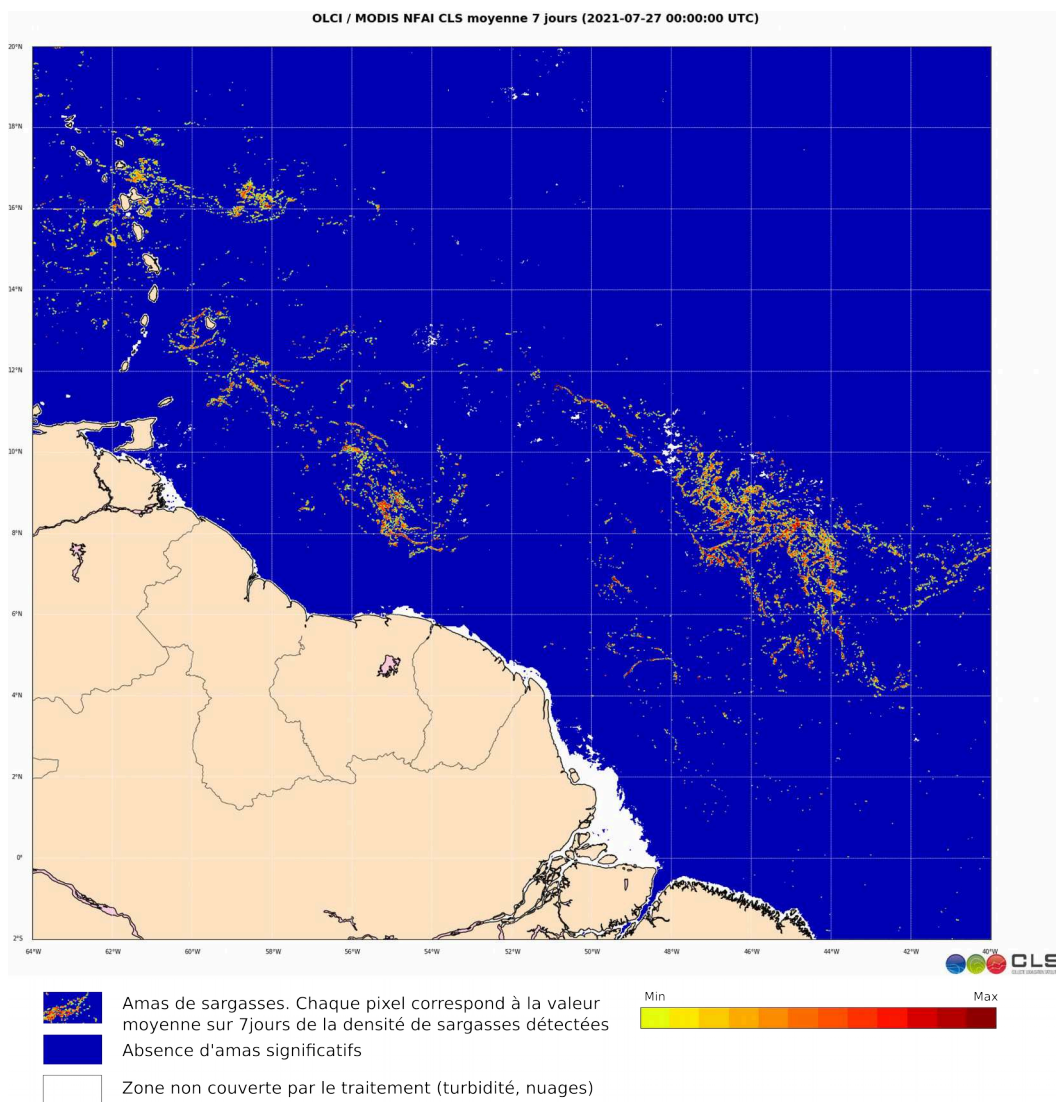 OLCI / MODIS NFAI CLS moyenne 7 jours (2021-07-27 00:00:00 UTC)
20°N
18°N
16°N
14°N
12°N
10°N
8°N
6°N
4°N
2°N
0°
2°S
64°W 62°W 60°W 58°W 56°W 54°W 52°W 50°W 48°W 46°W 44°W 42°W 40°W
CLS
Amas de sargasses. Chaque pixel correspond à la valeur
moyenne sur 7jours de la densité de sargasses détectées
Min Max
Absence d'amas significatifs
Zone non couverte par le traitement (turbidité, nuages)